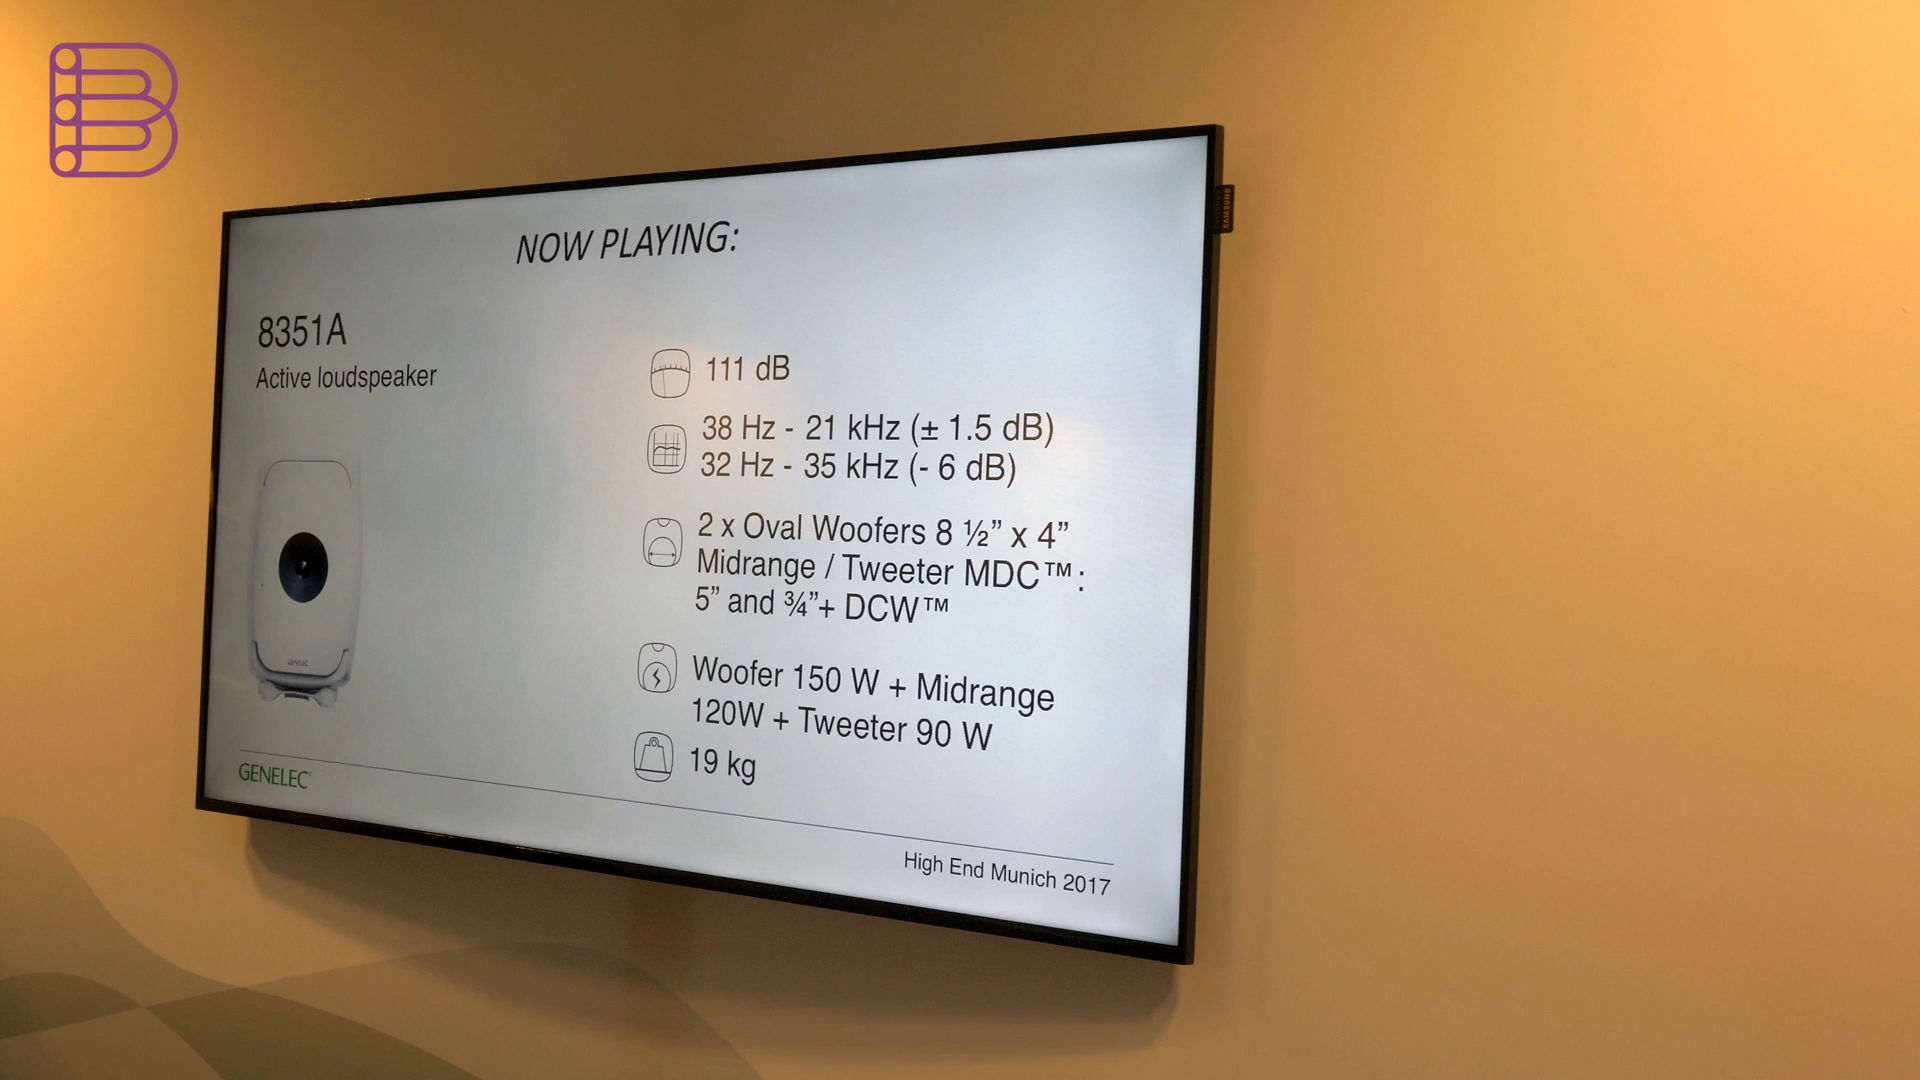 NOW PLAYING:
8351A
Active loudspeaker
111 dB
38 Hz - 21 kHz (± 1.5 dB)
32 Hz - 35 kHz (- 6 dB)
2 x Oval Woofers 8 ½” x 4”
Midrange / Tweeter MDC™:
5” and ¾”+ DCW™
Woofer 150 W + Midrange
120W + Tweeter 90 W
19 kg
GENELEC
GENELEC®
High End Munich 2017
SAMSUNG
B